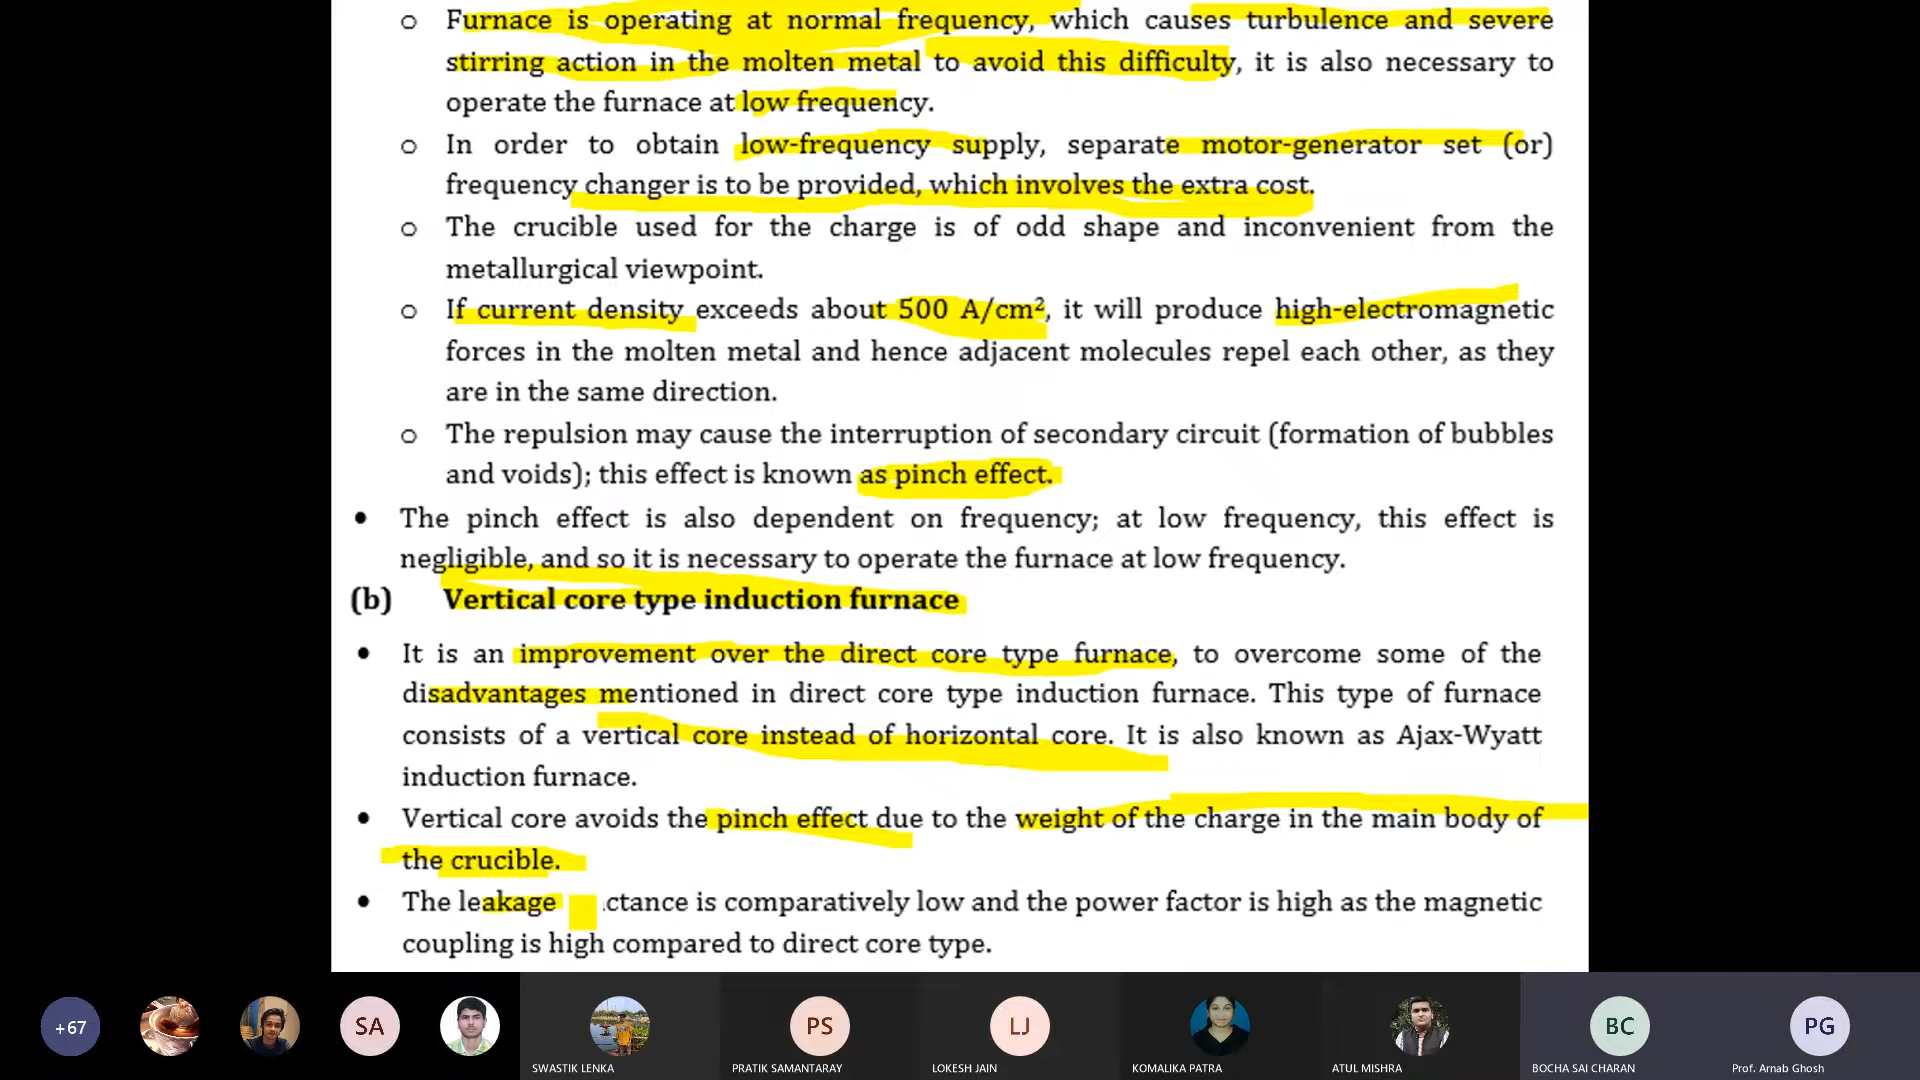 o Furnace is operating at normal frequency, which causes turbulence and severe
stirring action in the molten metal to avoid this difficulty, it is also necessary to
operate the furnace at low frequency.
o In order to obtain low-frequency supply, separate motor-generator set (or)
frequency changer is to be provided, which involves the extra cost.
o The crucible used for the charge is of odd shape and inconvenient from the
metallurgical viewpoint.
o If current density exceeds about 500 A/cm², it will produce high-electromagnetic
forces in the molten metal and hence adjacent molecules repel each other, as they
are in the same direction.
o The repulsion may cause the interruption of secondary circuit (formation of bubbles
and voids); this effect is known as pinch effect.
• The pinch effect is also dependent on frequency; at low frequency, this effect is
negligible, and so it is necessary to operate the furnace at low frequency.
(b) Vertical core type induction furnace
• It is an improvement over the direct core type furnace, to overcome some of the
disadvantages mentioned in direct core type induction furnace. This type of furnace
consists of a vertical core instead of horizontal core. It is also known as Ajax-Wyatt
induction furnace.
• Vertical core avoids the pinch effect due to the weight of the charge in the main body of
the crucible.
• The leakage ctance is comparatively low and the power factor is high as the magnetic
coupling is high compared to direct core type.
+67
SA
PS
LJ
BC
PG
SWASTIK LENKA
PRATIK SAMANTARAY
LOKESH JAIN
KOMALIKA PATRA
ATUL MISHRA
BOCHA SAI CHARAN
Prof. Arnab Ghosh